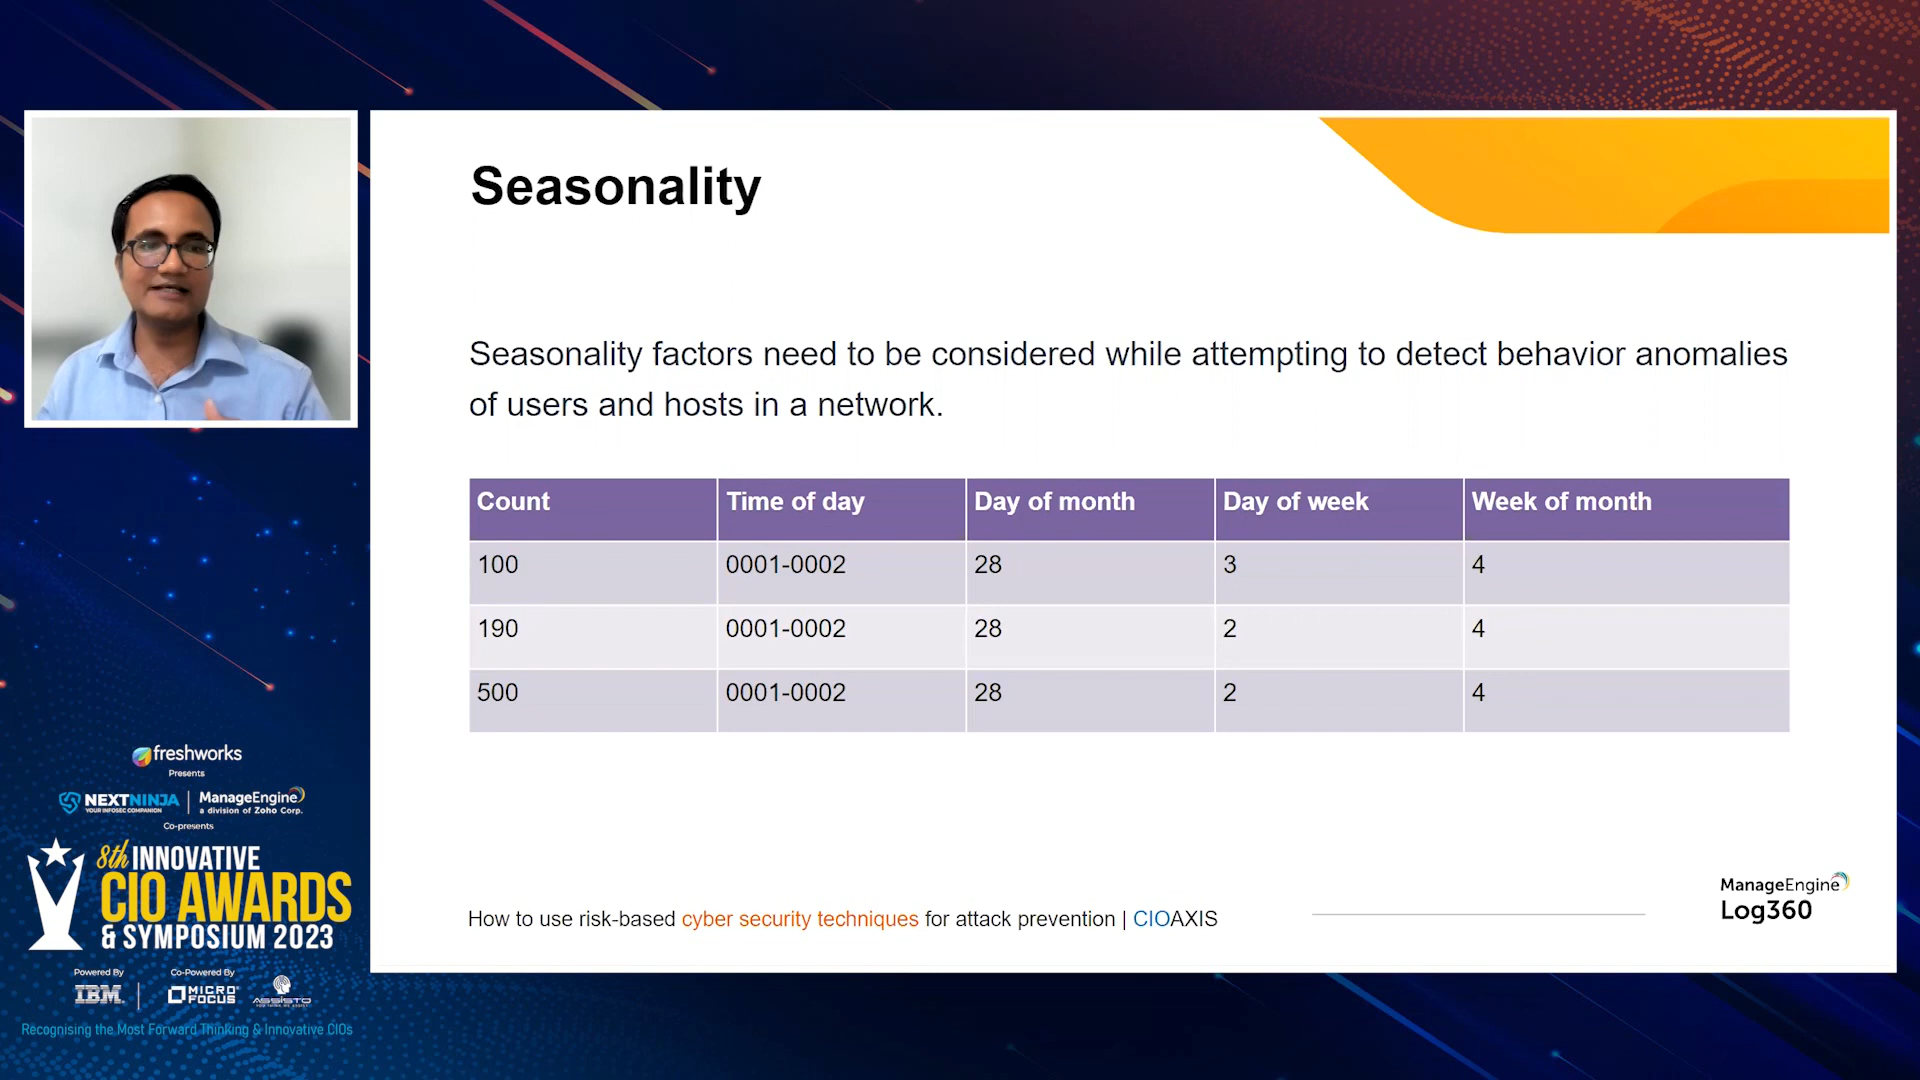 Seasonality
Seasonality factors need to be considered while attempting to detect behavior anomalies
of users and hosts in a network.
Count Time of day Day of month Day of week Week of month
100 0001-0002 28 3 4
190 0001-0002 28 2 4
500 0001-0002 28 2 4
How to use risk-based cyber security techniques for attack prevention | CIOAXIS
ManageEngine
Log360
freshworks
Presents
NEXTNINJA | ManageEngine
YOUR INFOSEC COMPANION a division of Zoho Corp.
Co-presents
8th INNOVATIVE
CIO AWARDS
& SYMPOSIUM 2023
Powered By Co-Powered By
IBM MICRO
FOCUS ASSISTO
Recognising the Most Forward Thinking & Innovative CIOs